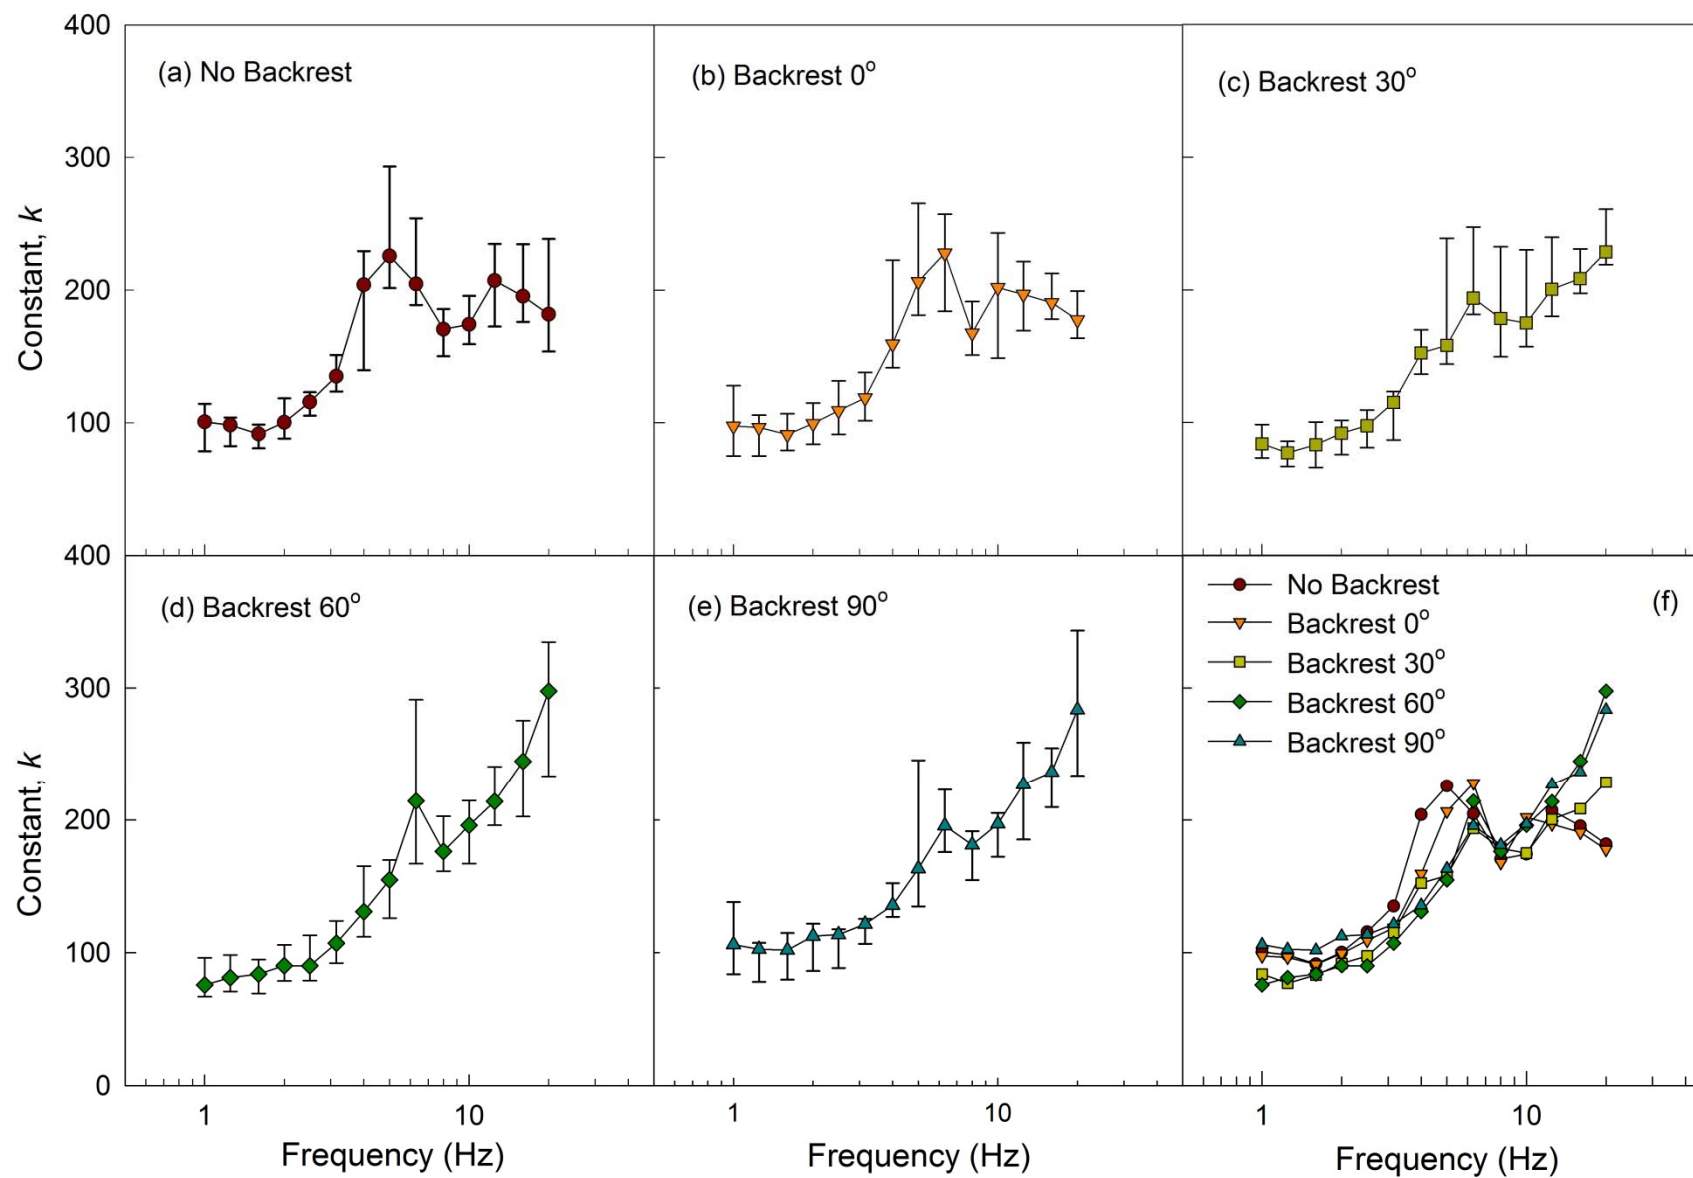 400
300
200
100
Constant, k
(a) No Backrest
(b) Backrest 0°
(c) Backrest 30°
400
300
200
100
0
Constant, k
(d) Backrest 60°
(e) Backrest 90°
(f)
No Backrest
Backrest 0°
Backrest 30°
Backrest 60°
Backrest 90°
1 10
1 10
1 10
Frequency (Hz)
Frequency (Hz)
Frequency (Hz)